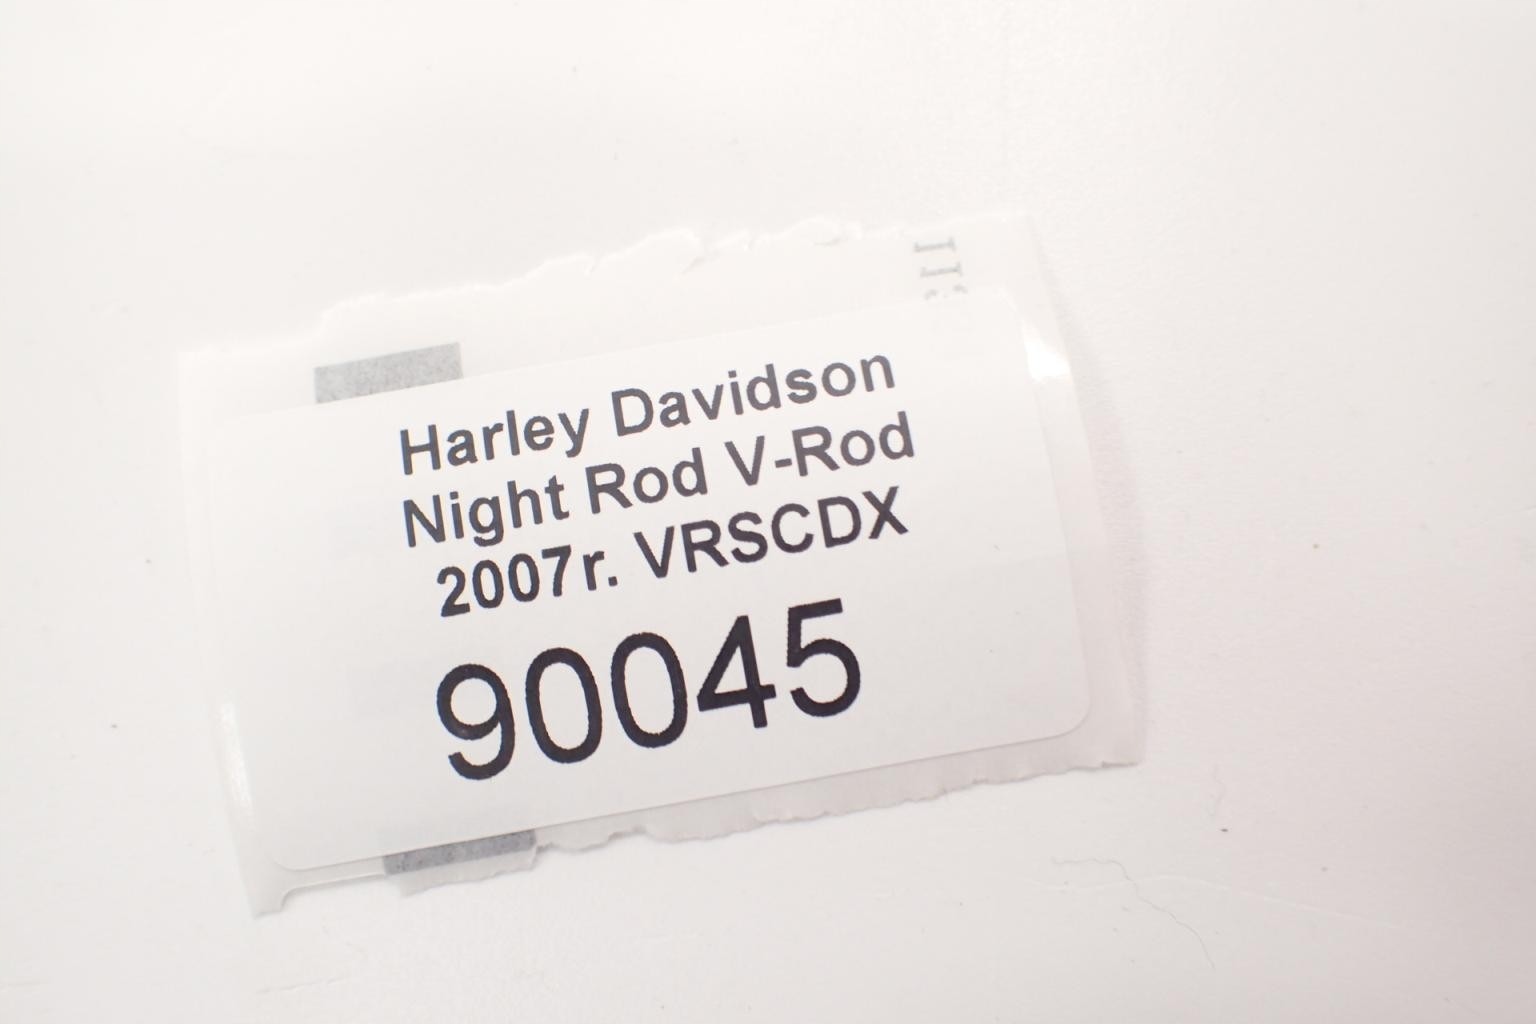 Harley Davidson
Night Rod V-Rod
2007r. VRSCDX
90045